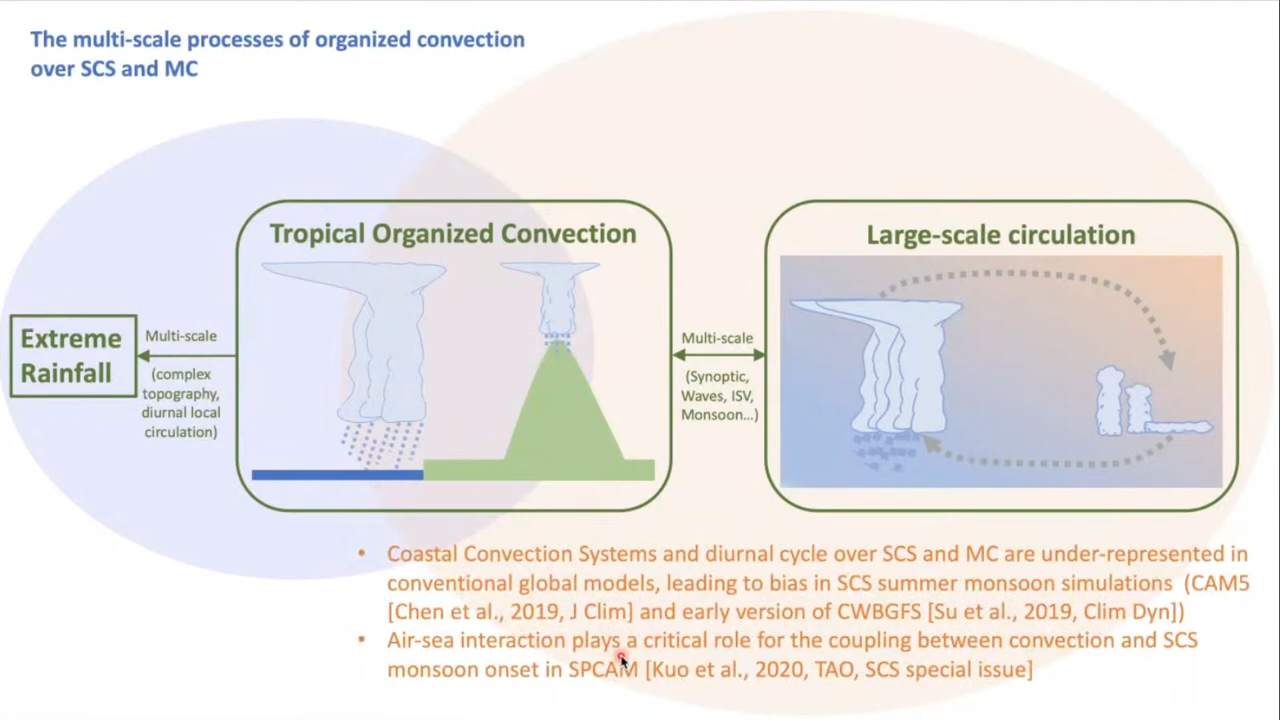 The multi-scale processes of organized convection
over SCS and MC
Tropical Organized Convection
Large-scale circulation
Extreme
Rainfall
Multi-scale
(complex
topography,
diurnal local
circulation)
Multi-scale
(Synoptic,
Waves, ISV,
Monsoon…)
• Coastal Convection Systems and diurnal cycle over SCS and MC are under-represented in
conventional global models, leading to bias in SCS summer monsoon simulations (CAM5
[Chen et al., 2019, J Clim] and early version of CWBGFS [Su et al., 2019, Clim Dyn])
• Air-sea interaction plays a critical role for the coupling between convection and SCS
monsoon onset in SPCAM [Kuo et al., 2020, TAO, SCS special issue]